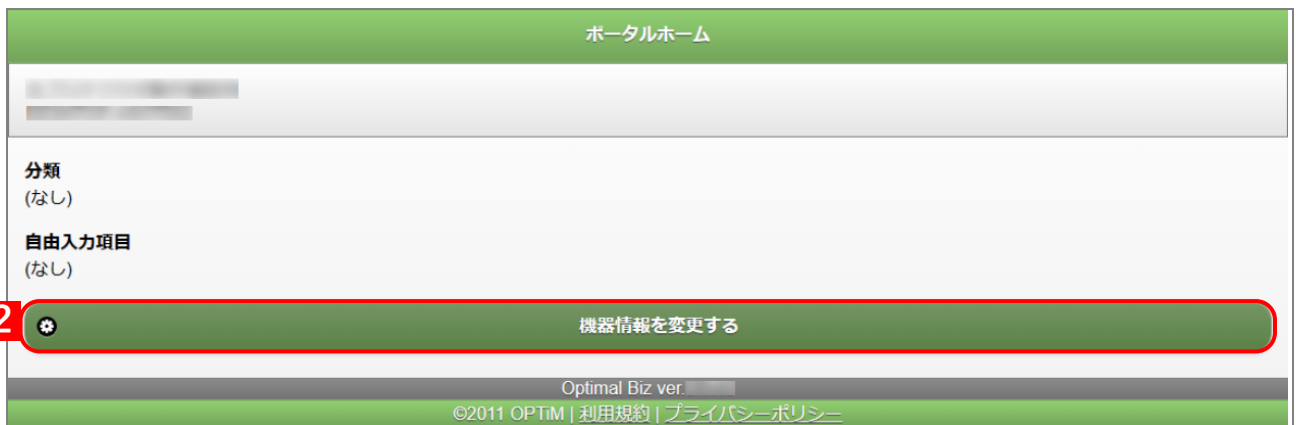 ポータルホーム
分類
(なし)
自由入力項目
(なし)
2
機器情報を変更する
Optimal Biz ver.
©2011 OPTiM | 利用規約 | プライバシーポリシー